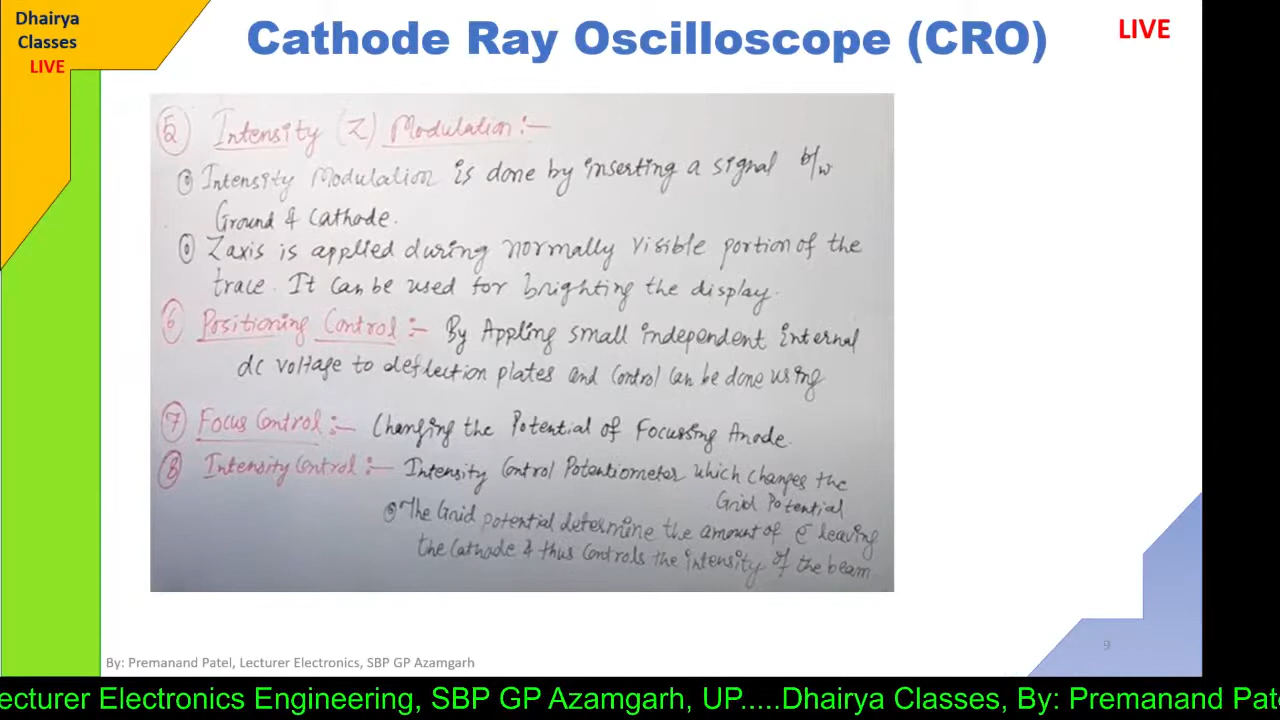 Dhairya
Classes
LIVE
Cathode Ray Oscilloscope (CRO)
LIVE
5 Intensity (Z) Modulation :-
Intensity Modulation is done by inserting a signal b/w
Ground & Cathode.
Z axis is applied during normally visible portion of the
trace. It can be used for brighting the display.
6 Positioning Control :- By Appling small independent internal
dc voltage to deflection plates and control can be done using
7 Focus Control :- Changing the Potential of Focussing Anode.
8 Intensity Control :- Intensity Control Potentiometer which changes the
Grid Potential
The Grid potential determine the amount of e⁻ leaving
the Cathode & thus controls the intensity of the beam
By: Premanand Patel, Lecturer Electronics, SBP GP Azamgarh
9
ecturer Electronics Engineering, SBP GP Azamgarh, UP.....Dhairya Classes, By: Premanand Pat